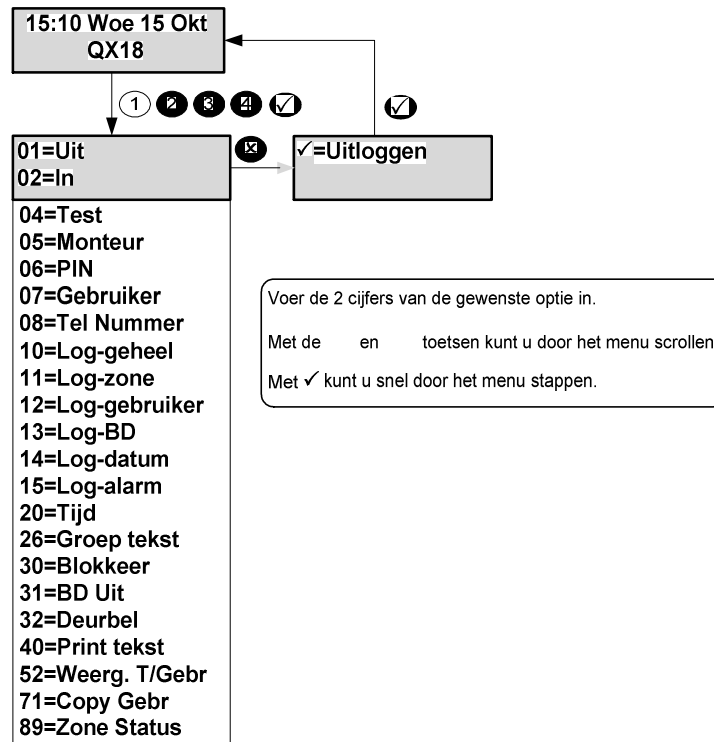 15:10 Woe 15 Okt
QX18
1 2 3 4 ✓
✓
01=Uit
02=In
✓=Uitloggen
04=Test
05=Monteur
06=PIN
07=Gebruiker
08=Tel Nummer
10=Log-geheel
11=Log-zone
12=Log-gebruiker
13=Log-BD
14=Log-datum
15=Log-alarm
20=Tijd
26=Groep tekst
30=Blokkeer
31=BD Uit
32=Deurbel
40=Print tekst
52=Weerg. T/Gebr
71=Copy Gebr
89=Zone Status
Voer de 2 cijfers van de gewenste optie in.
Met de en toetsen kunt u door het menu scrollen
Met ✓ kunt u snel door het menu stappen.